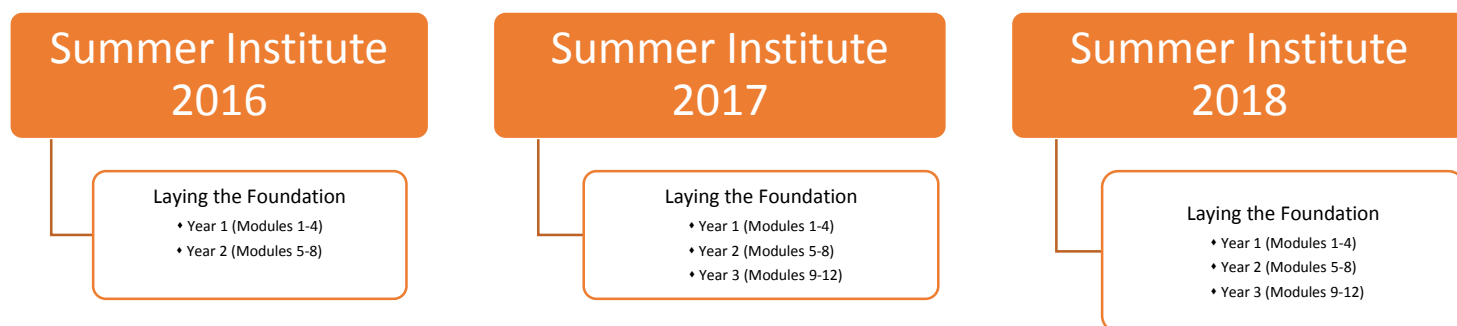 Summer Institute
2016
Laying the Foundation
♦ Year 1 (Modules 1-4)
♦ Year 2 (Modules 5-8)
Summer Institute
2017
Laying the Foundation
♦ Year 1 (Modules 1-4)
♦ Year 2 (Modules 5-8)
♦ Year 3 (Modules 9-12)
Summer Institute
2018
Laying the Foundation
♦ Year 1 (Modules 1-4)
♦ Year 2 (Modules 5-8)
♦ Year 3 (Modules 9-12)